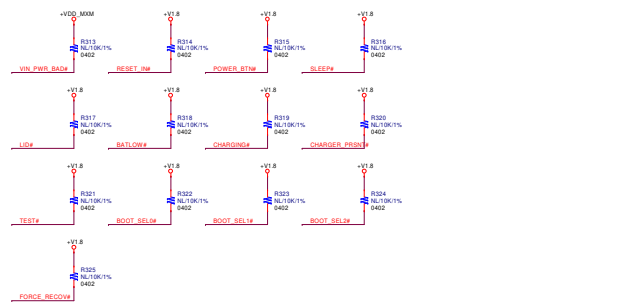 +VDD_MXM +V1.8 +V1.8 +V1.8
R313 R314 R315 R316
NL/10K/1% NL/10K/1% NL/10K/1% NL/10K/1%
0402 0402 0402 0402
VIN_PWR_BAD# RESET_IN# POWER_BTN# SLEEP#
+V1.8 +V1.8 +V1.8 +V1.8
R317 R318 R319 R320
NL/10K/1% NL/10K/1% NL/10K/1% NL/10K/1%
0402 0402 0402 0402
LID# BATLOW# CHARGING# CHARGER_PRSNT#
+V1.8 +V1.8 +V1.8 +V1.8
R321 R322 R323 R324
NL/10K/1% NL/10K/1% NL/10K/1% NL/10K/1%
0402 0402 0402 0402
TEST# BOOT_SEL0# BOOT_SEL1# BOOT_SEL2#
+V1.8
R325
NL/10K/1%
0402
FORCE_RECOV#